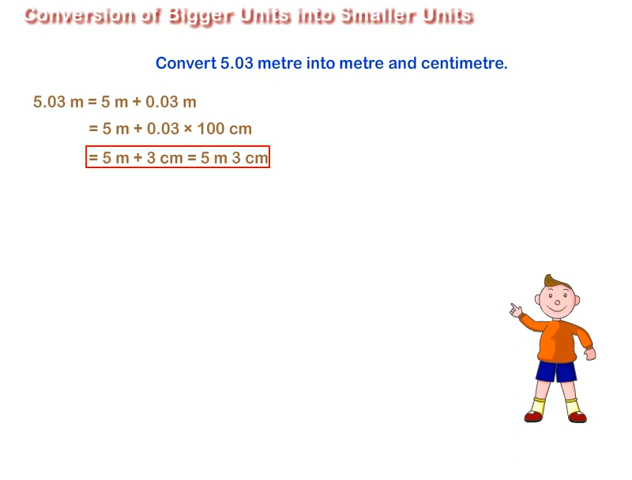 Conversion of Bigger Units into Smaller Units
Convert 5.03 metre into metre and centimetre.
5.03 m = 5 m + 0.03 m
= 5 m + 0.03 × 100 cm
= 5 m + 3 cm = 5 m 3 cm